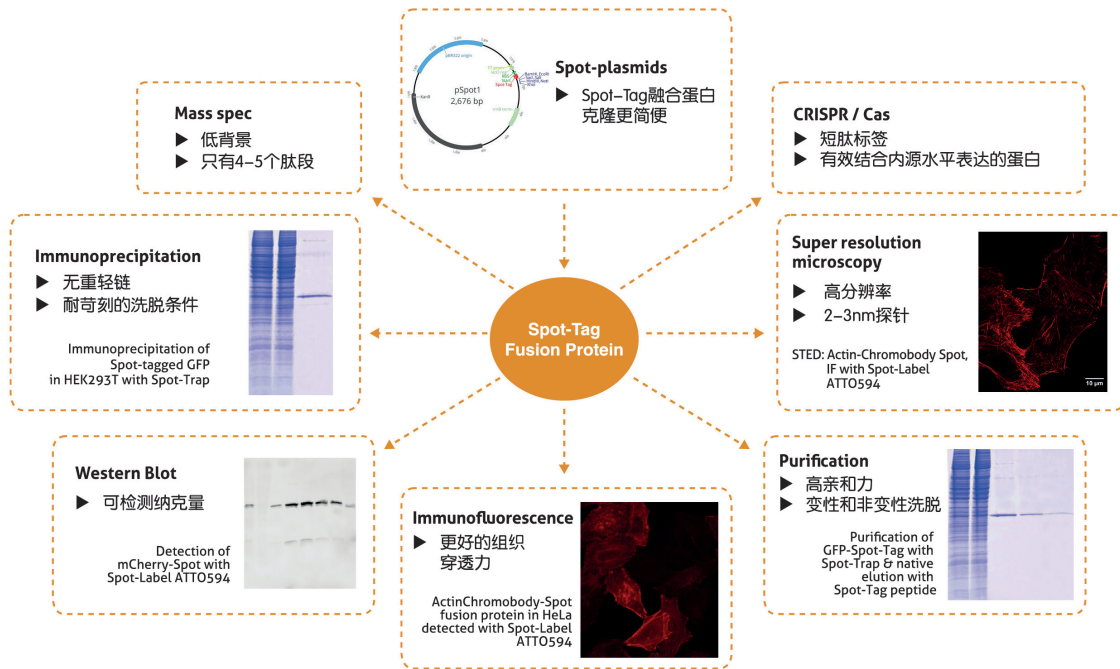 Mass spec
▶ 低背景
▶ 只有4-5个肽段
pBR322 origin
KanR
pSpot1
2,676 bp
Spot-Tag
Spot-plasmids
▶ Spot-Tag融合蛋白
克隆更简便
CRISPR / Cas
▶ 短肽标签
▶ 有效结合内源水平表达的蛋白
Immunoprecipitation
▶ 无重轻链
▶ 耐苛刻的洗脱条件
Immunoprecipitation of
Spot-tagged GFP
in HEK293T with Spot-Trap
Spot-Tag
Fusion Protein
Super resolution
microscopy
▶ 高分辨率
▶ 2-3nm探针
STED: Actin-Chromobody Spot,
IF with Spot-Label
ATTO594
10 µm
Western Blot
▶ 可检测纳克量
Detection of
mCherry-Spot with
Spot-Label ATTO594
Immunofluorescence
▶ 更好的组织
穿透力
ActinChromobody-Spot
fusion protein in HeLa
detected with Spot-Label
ATTO594
Purification
▶ 高亲和力
▶ 变性和非变性洗脱
Purification of
GFP-Spot-Tag with
Spot-Trap & native
elution with
Spot-Tag peptide